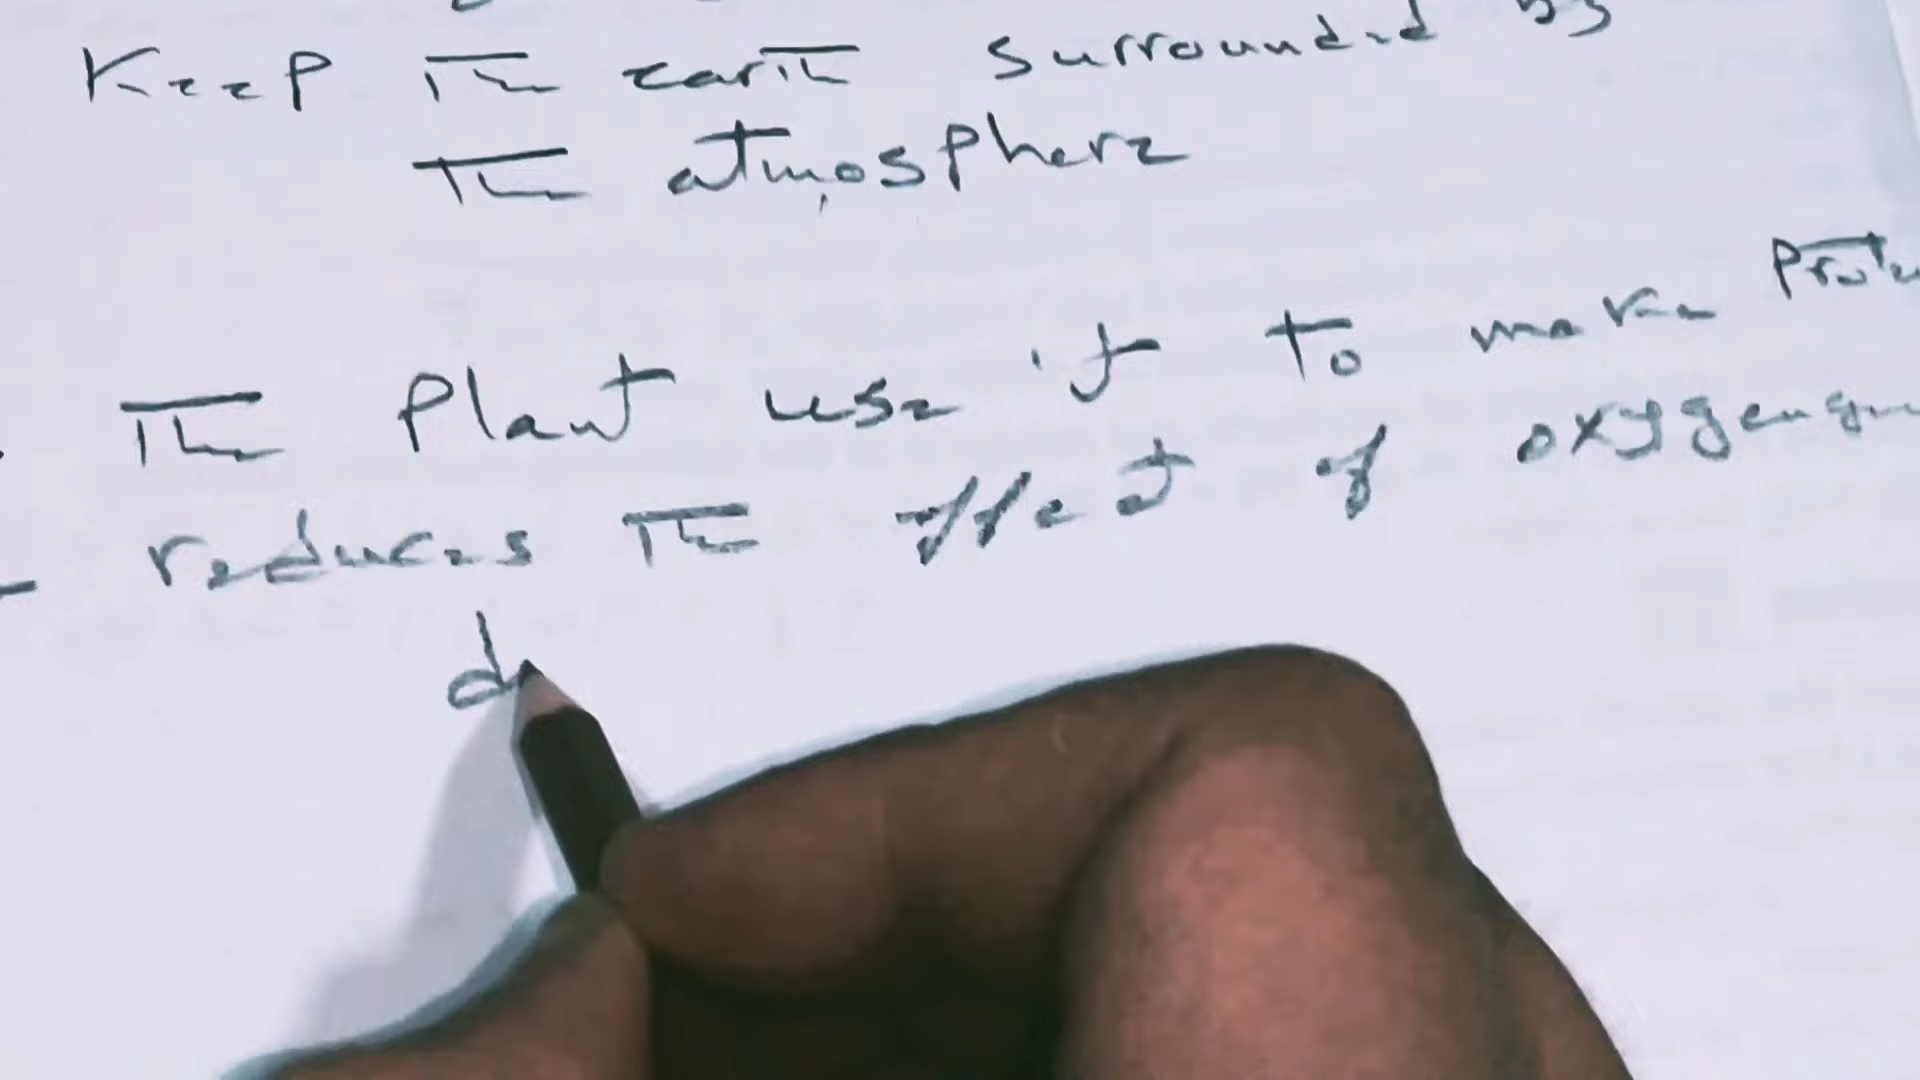 Keep The earth surrounded by
The atmosphere
The Plant use it to make
reduces The effect of
d